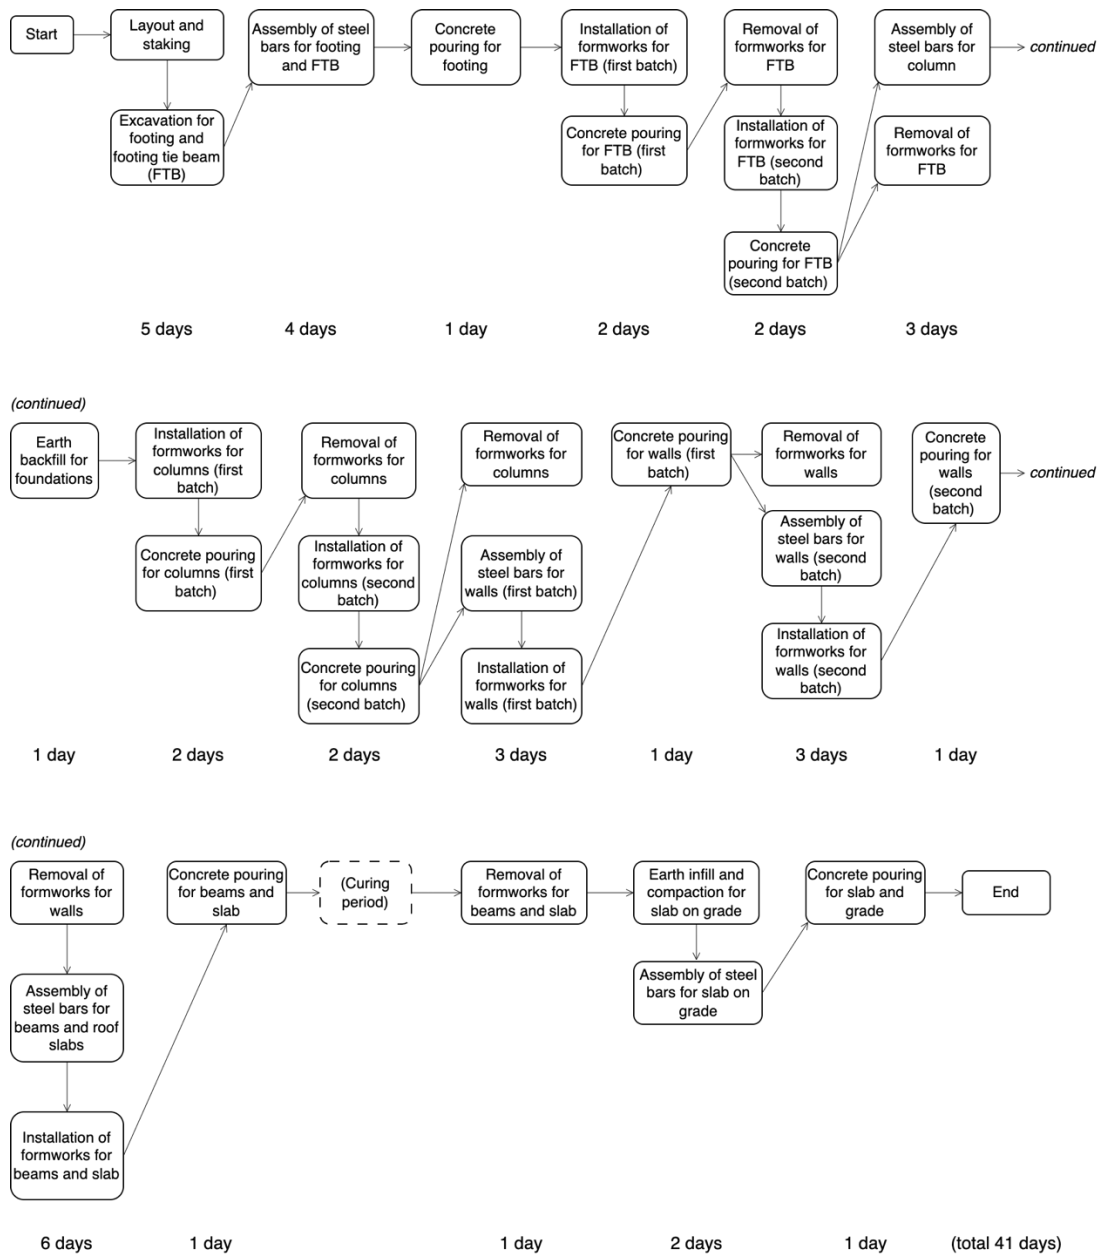 Start
Layout and
staking
Excavation for
footing and
footing tie beam
(FTB)
Assembly of steel
bars for footing
and FTB
Concrete
pouring for
footing
Installation of
formworks for
FTB (first batch)
Concrete pouring
for FTB (first
batch)
Removal of
formworks for
FTB
Installation of
formworks for
FTB (second
batch)
Concrete
pouring for FTB
(second batch)
Assembly of
steel bars for
column
Removal of
formworks for
FTB
continued
5 days
4 days
1 day
2 days
2 days
3 days
(continued)
Earth
backfill for
foundations
Installation of
formworks for
columns (first
batch)
Concrete pouring
for columns (first
batch)
Removal of
formworks for
columns
Installation of
formworks for
columns (second
batch)
Concrete pouring
for columns
(second batch)
Removal of
formworks for
columns
Assembly of
steel bars for
walls (first batch)
Installation of
formworks for
walls (first batch)
Concrete pouring
for walls (first
batch)
Removal of
formworks for
walls
Assembly of
steel bars for
walls (second
batch)
Installation of
formworks for
walls (second
batch)
Concrete
pouring for
walls
(second
batch)
continued
1 day
2 days
2 days
3 days
1 day
3 days
1 day
(continued)
Removal of
formworks for
walls
Assembly of
steel bars for
beams and roof
slabs
Installation of
formworks for
beams and slab
Concrete pouring
for beams and
slab
(Curing
period)
Removal of
formworks for
beams and slab
Earth infill and
compaction for
slab on grade
Assembly of steel
bars for slab on
grade
Concrete pouring
for slab and
grade
End
6 days
1 day
1 day
2 days
1 day
(total 41 days)